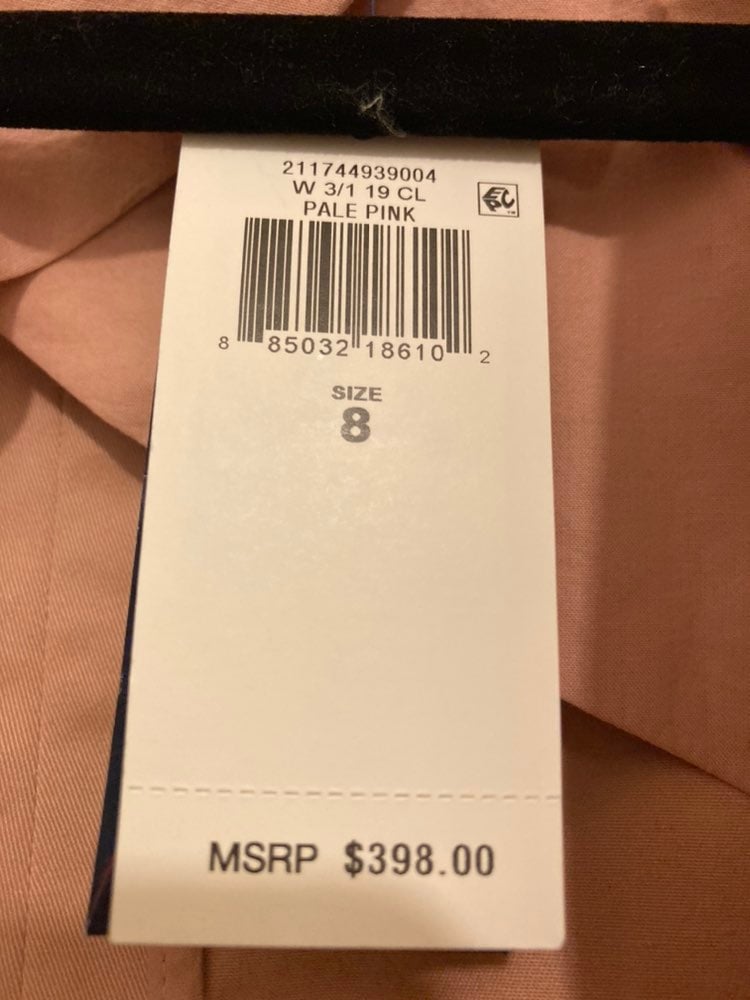 211744939004
W 3/1 19 CL
PALE PINK
8 85032 18610 2
SIZE
8
MSRP $398.00